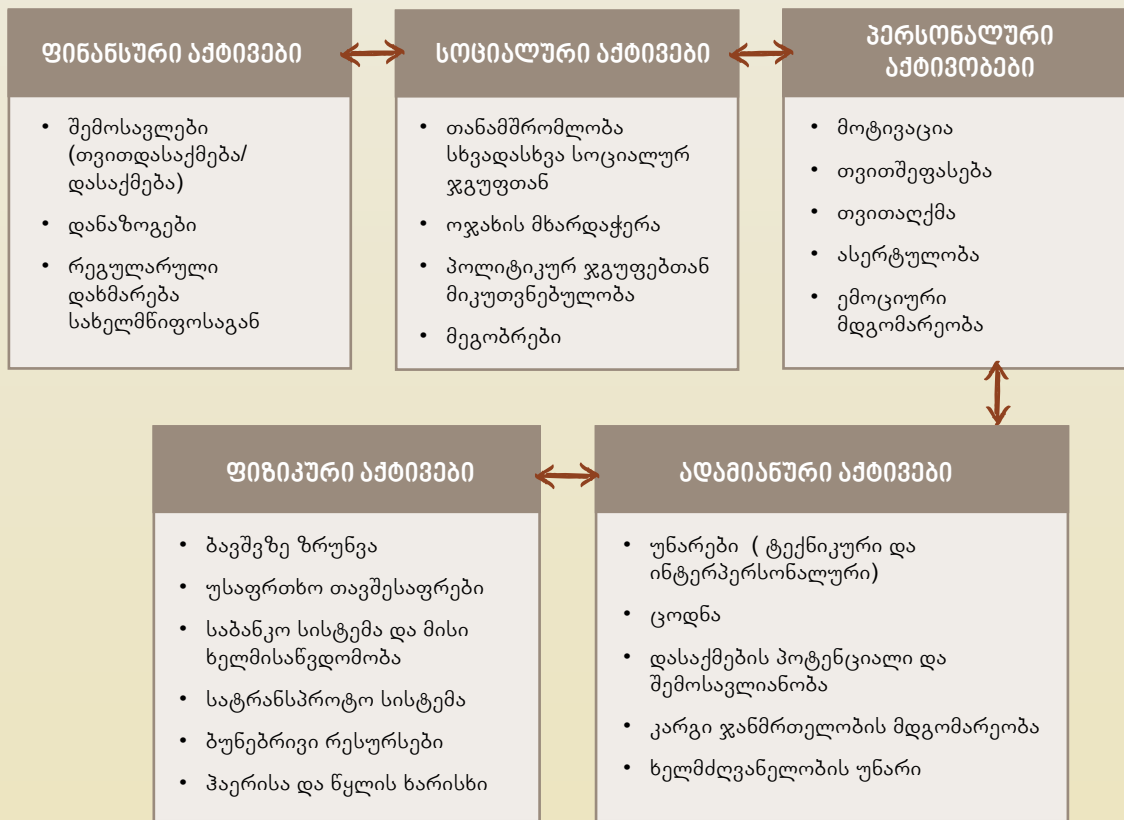 ფინანსური აქტივები
• შემოსავლები
(თვითდასაქმება/
დასაქმება)
• დანაზოგები
• რეგულარული
დახმარება
სახელმწიფოსაგან
სოციალური აქტივები
• თანამშრომლობა
სხვადასხვა სოციალურ
ჯგუფთან
• ოჯახის მხარდაჭერა
• პოლიტიკურ ჯგუფებთან
მიკუთვნებულობა
• მეგობრები
პერსონალური
აქტივობები
• მოტივაცია
• თვითშეფასება
• თვითაღქმა
• ასერტულობა
• ემოციური
მდგომარეობა
ფიზიკური აქტივები
• ბავშვზე ზრუნვა
• უსაფრთხო თავშესაფრები
• საბანკო სისტემა და მისი
ხელმისაწვდომობა
• სატრანსპროტო სისტემა
• ბუნებრივი რესურსები
• ჰაერისა და წყლის ხარისხი
ადამიანური აქტივები
• უნარები ( ტექნიკური და
ინტერპერსონალური)
• ცოდნა
• დასაქმების პოტენციალი და
შემოსავლიანობა
• კარგი ჯანმრთელობის მდგომარეობა
• ხელმძღვანელობის უნარი